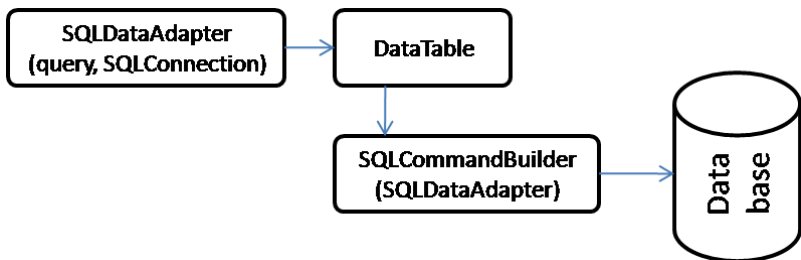 SQLDataAdapter
(query, SQLConnection)
DataTable
SQLCommandBuilder
(SQLDataAdapter)
Data
base